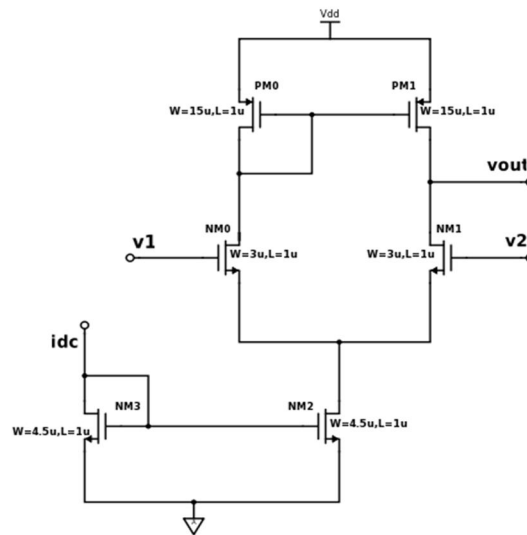 Vdd
PM0
PM1
W=15u,L=1u
W=15u,L=1u
vout
NM0
NM1
v1
v2
W=3u,L=1u
W=3u,L=1u
idc
NM3
NM2
W=4.5u,L=1u
W=4.5u,L=1u